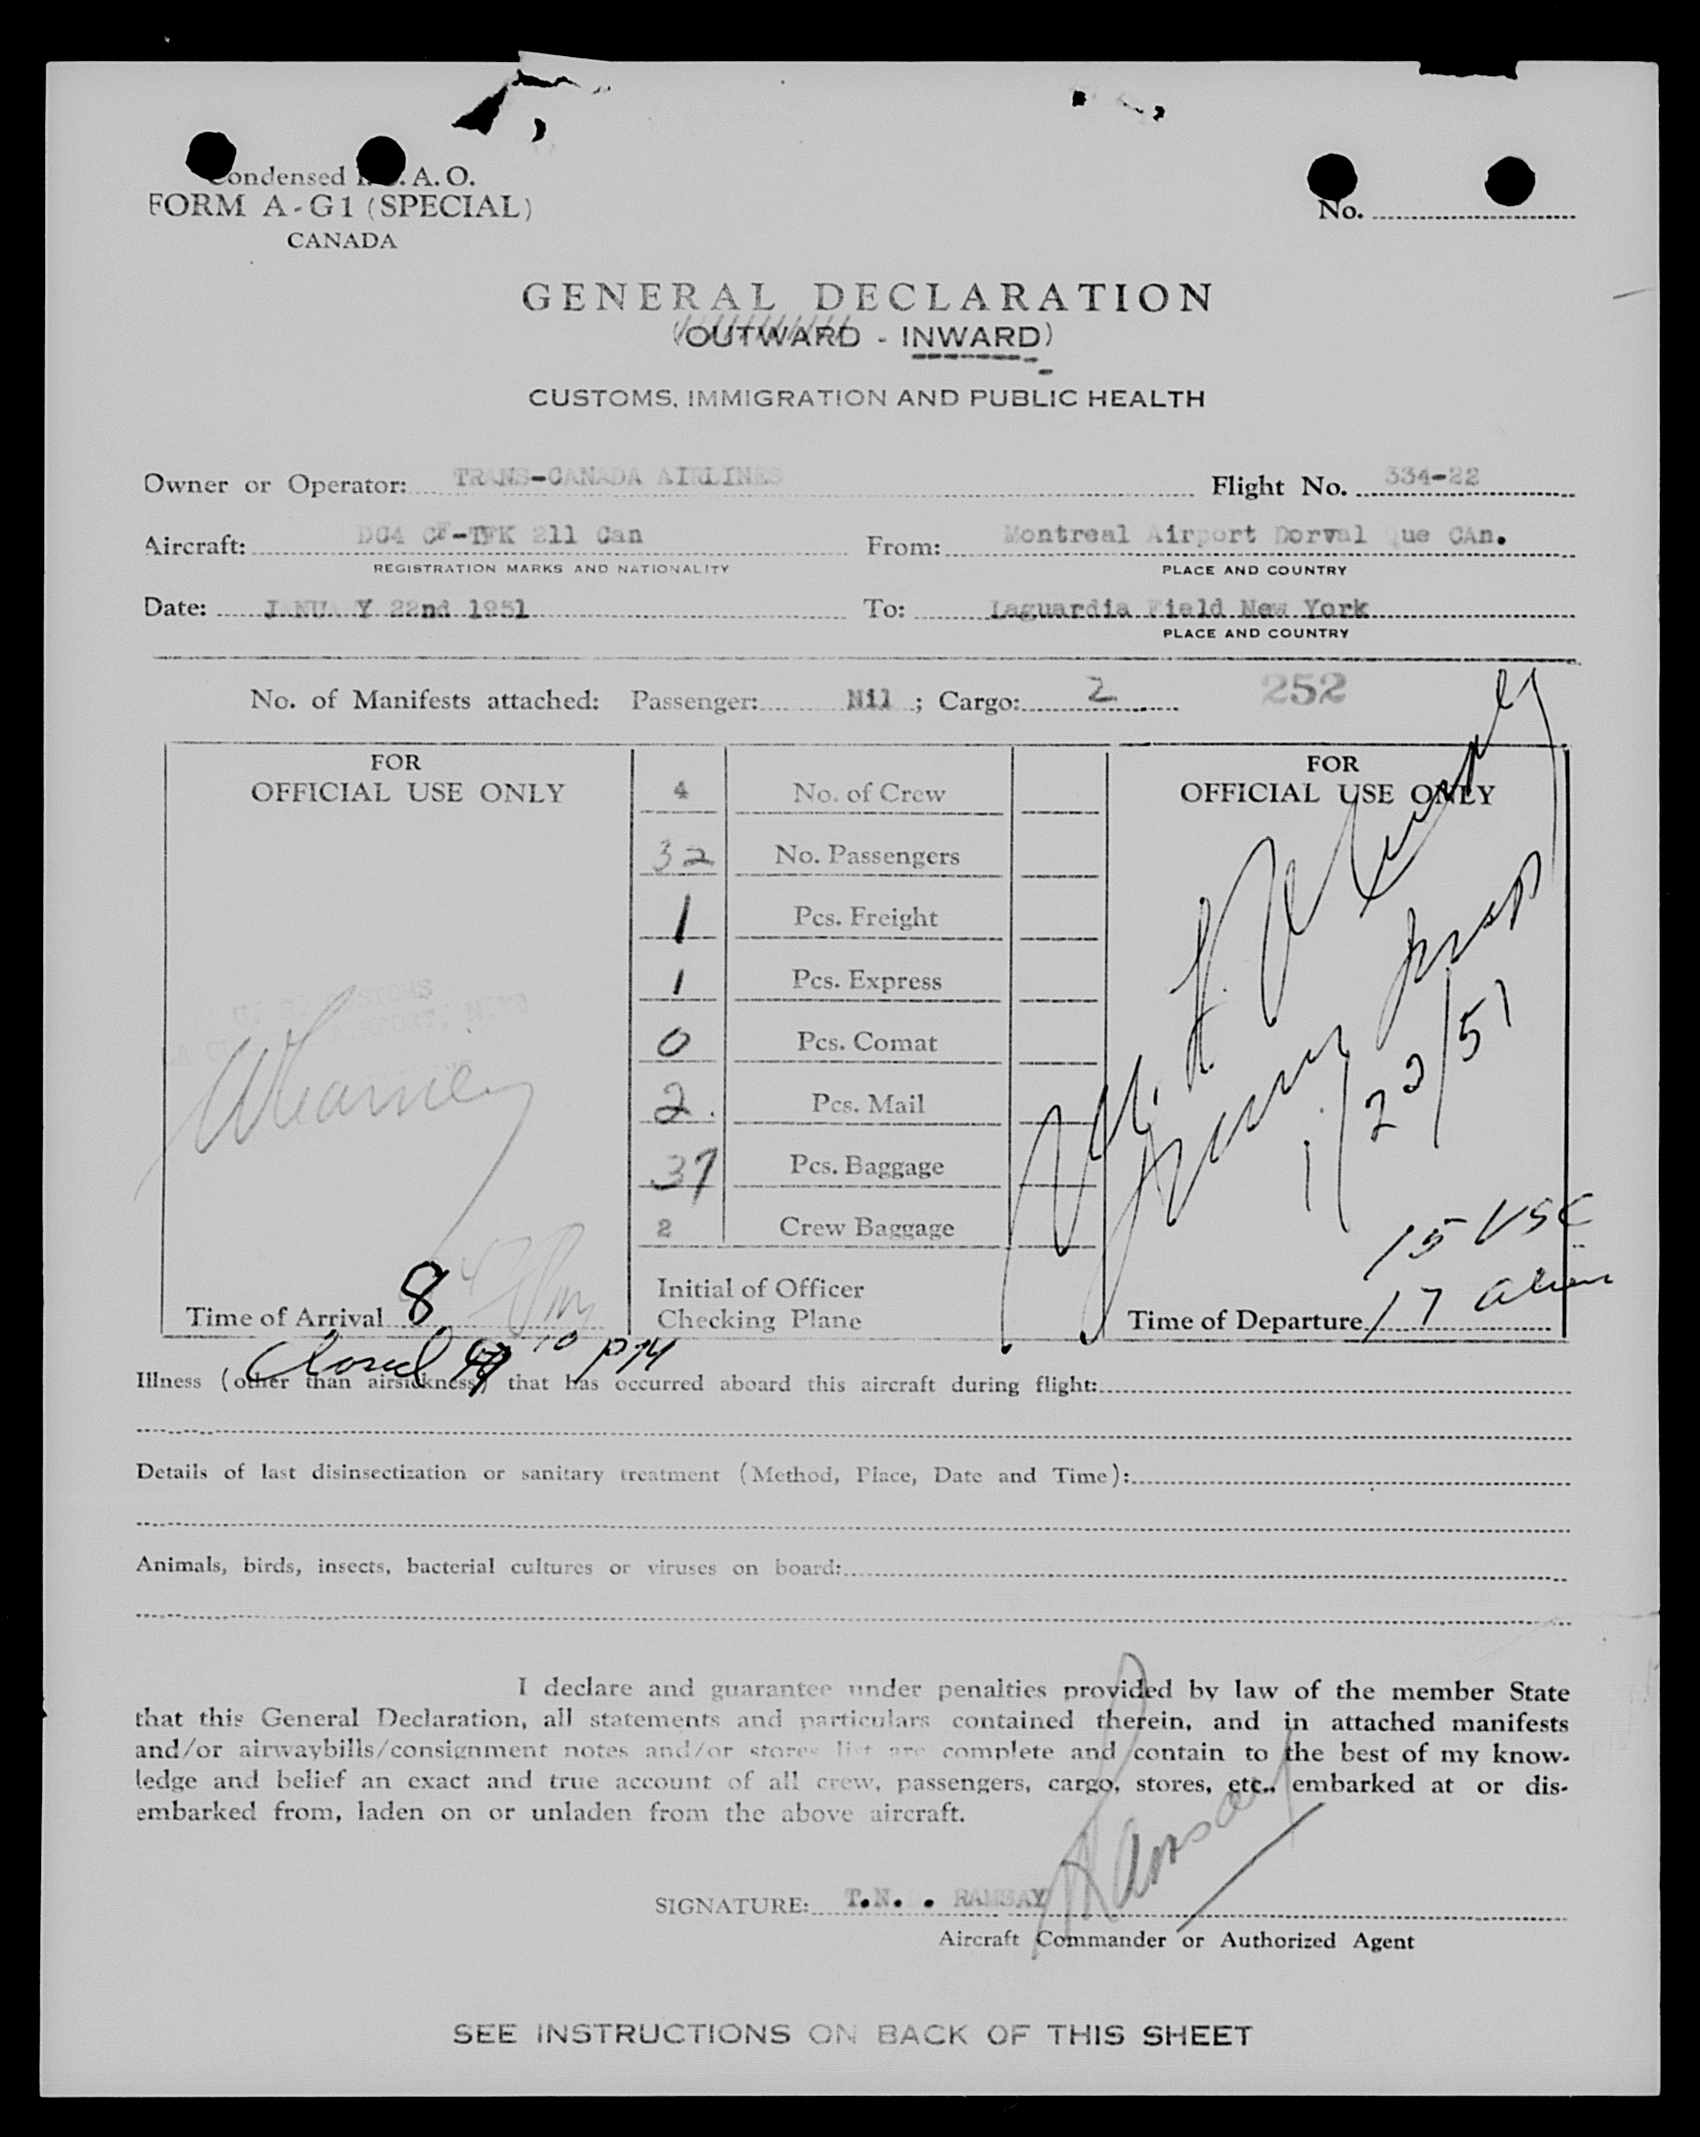 Condensed I.C.A.O.
FORM A-G1 (SPECIAL)
CANADA
No.
GENERAL DECLARATION
(OUTWARD - INWARD)
CUSTOMS, IMMIGRATION AND PUBLIC HEALTH
Owner or Operator: TRANS-CANADA AIRLINES Flight No. 334-22
Aircraft: DC4 CF-TFK 211 Can From: Montreal Airport Dorval Que CAn.
REGISTRATION MARKS AND NATIONALITY PLACE AND COUNTRY
Date: JANUARY 22nd 1951 To: Laguardia Field New York
PLACE AND COUNTRY
No. of Manifests attached: Passenger: Nil ; Cargo: 2 252
FOR
OFFICIAL USE ONLY
4 No. of Crew
32 No. Passengers
1 Pcs. Freight
1 Pcs. Express
0 Pcs. Comat
2. Pcs. Mail
37 Pcs. Baggage
2 Crew Baggage
Initial of Officer
Checking Plane
Time of Arrival 8
Closed 10 PM
FOR
OFFICIAL USE ONLY
1/22/51
15 USC
17 alien
Time of Departure
Illness (other than airsickness) that has occurred aboard this aircraft during flight:
Details of last disinsectization or sanitary treatment (Method, Place, Date and Time):
Animals, birds, insects, bacterial cultures or viruses on board:
I declare and guarantee under penalties provided by law of the member State
that this General Declaration, all statements and particulars contained therein, and in attached manifests
and/or airwaybills/consignment notes and/or stores list are complete and contain to the best of my know-
ledge and belief an exact and true account of all crew, passengers, cargo, stores, etc., embarked at or dis-
embarked from, laden on or unladen from the above aircraft.
SIGNATURE: T.N. . RAMSAY Ramsay
Aircraft Commander or Authorized Agent
SEE INSTRUCTIONS ON BACK OF THIS SHEET